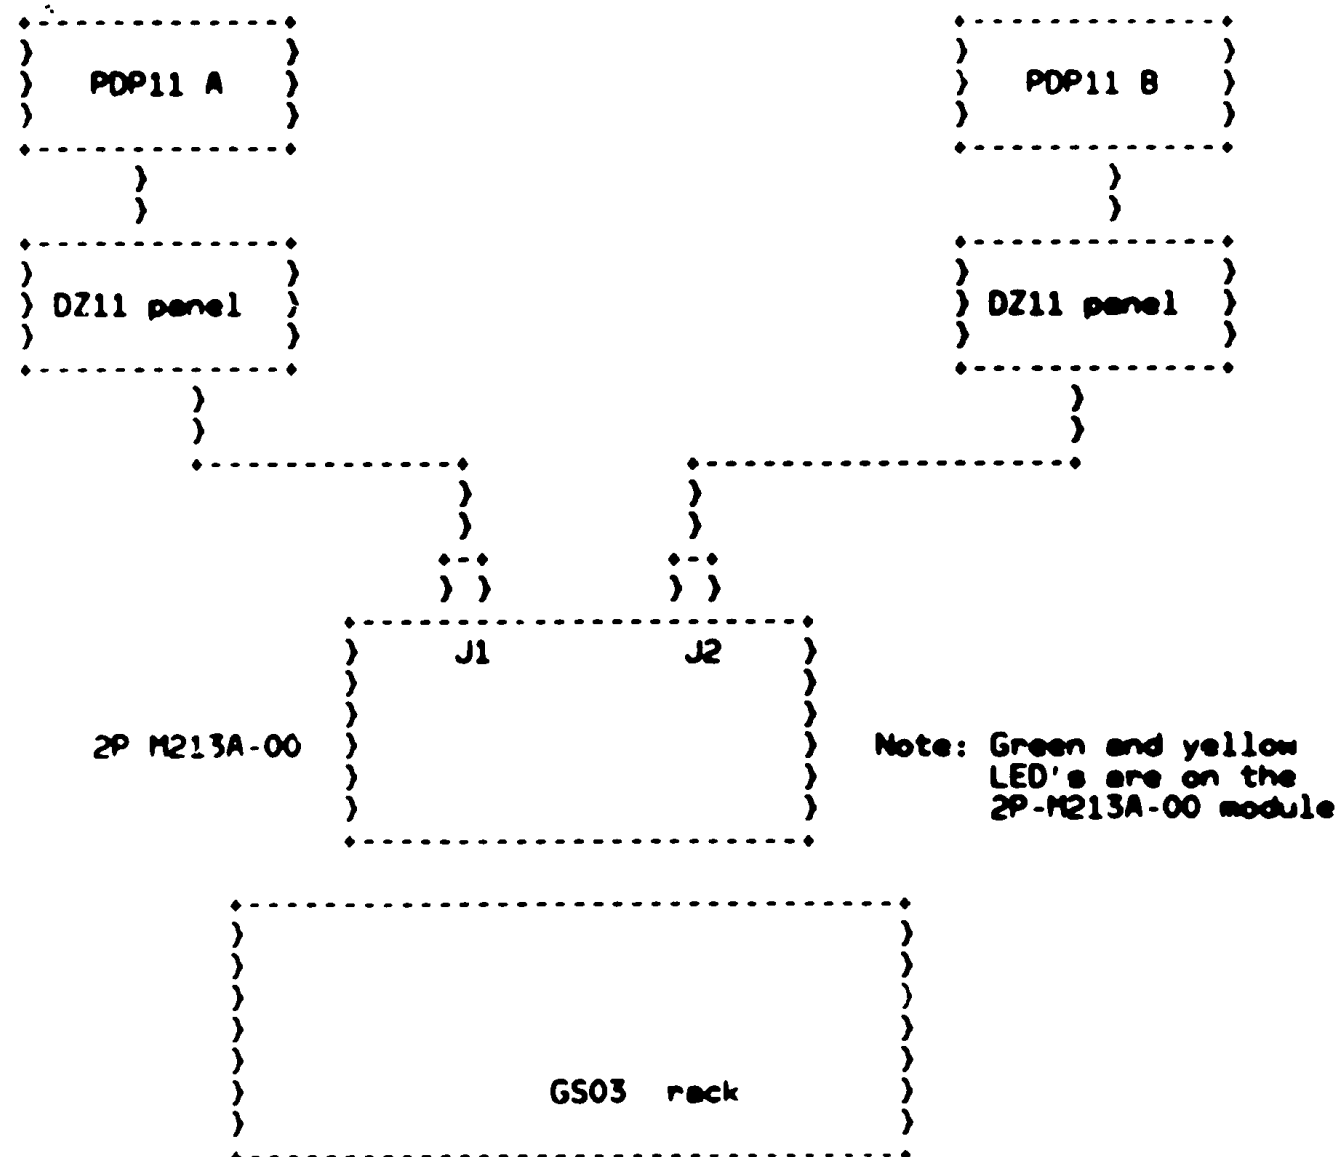 PDP11 A
PDP11 B
DZ11 panel
DZ11 panel
J1
J2
2P M213A-00
Note: Green and yellow
LED's are on the
2P-M213A-00 module
GS03 rack